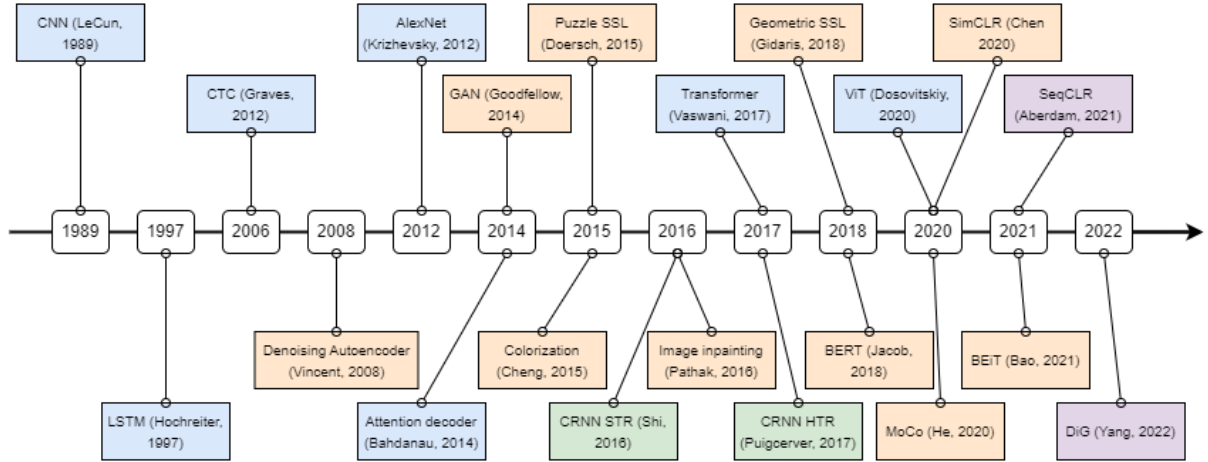 CNN (LeCun,
1989)
AlexNet
(Krizhevsky, 2012)
Puzzle SSL
(Doersch, 2015)
Geometric SSL
(Gidaris, 2018)
SimCLR (Chen
2020)
CTC (Graves,
2012)
GAN (Goodfellow,
2014)
Transformer
(Vaswani, 2017)
ViT (Dosovitskiy,
2020)
SeqCLR
(Aberdam, 2021)
1989
1997
2006
2008
2012
2014
2015
2016
2017
2018
2020
2021
2022
Denoising Autoencoder
(Vincent, 2008)
Colorization
(Cheng, 2015)
Image inpainting
(Pathak, 2016)
BERT (Jacob,
2018)
BEiT (Bao, 2021)
LSTM (Hochreiter,
1997)
Attention decoder
(Bahdanau, 2014)
CRNN STR (Shi,
2016)
CRNN HTR
(Puigcerver, 2017)
MoCo (He, 2020)
DiG (Yang, 2022)